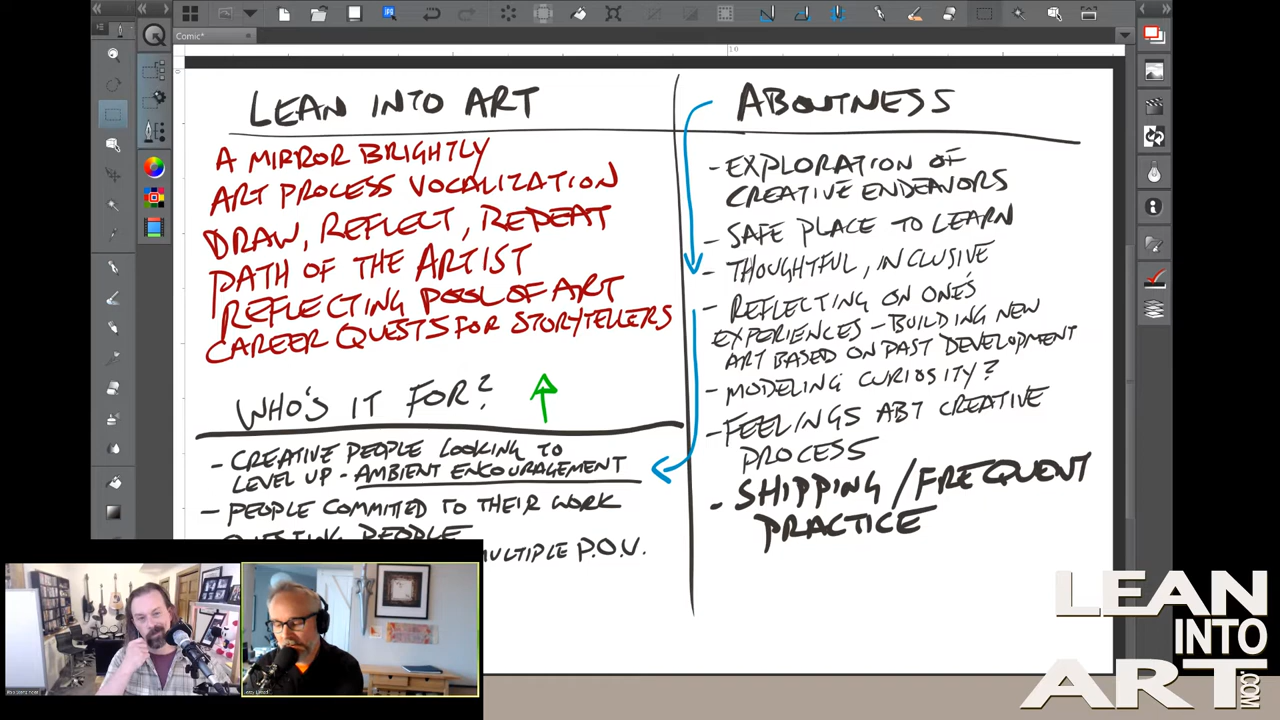 Comic*
LEAN INTO ART
A MIRROR BRIGHTLY
ART PROCESS VOCALIZATION
DRAW, REFLECT, REPEAT
PATH OF THE ARTIST
REFLECTING POOL OF ART
CAREER QUESTS FOR STORYTELLERS
WHO'S IT FOR?
- CREATIVE PEOPLE LOOKING TO
LEVEL UP - AMBIENT ENCOURAGEMENT
- PEOPLE COMMITTED TO THEIR WORK
QUESTING PEOPLE
MULTIPLE P.O.V.
ABOUTNESS
- EXPLORATION OF
CREATIVE ENDEAVORS
- SAFE PLACE TO LEARN
- THOUGHTFUL, INCLUSIVE
- REFLECTING ON ONE'S
EXPERIENCES - BUILDING NEW
ART BASED ON PAST DEVELOPMENT
- MODELING CURIOSITY?
- FEELINGS ABT CREATIVE
PROCESS
- SHIPPING / FREQUENT
PRACTICE
LEAN
INTO
ART.COM